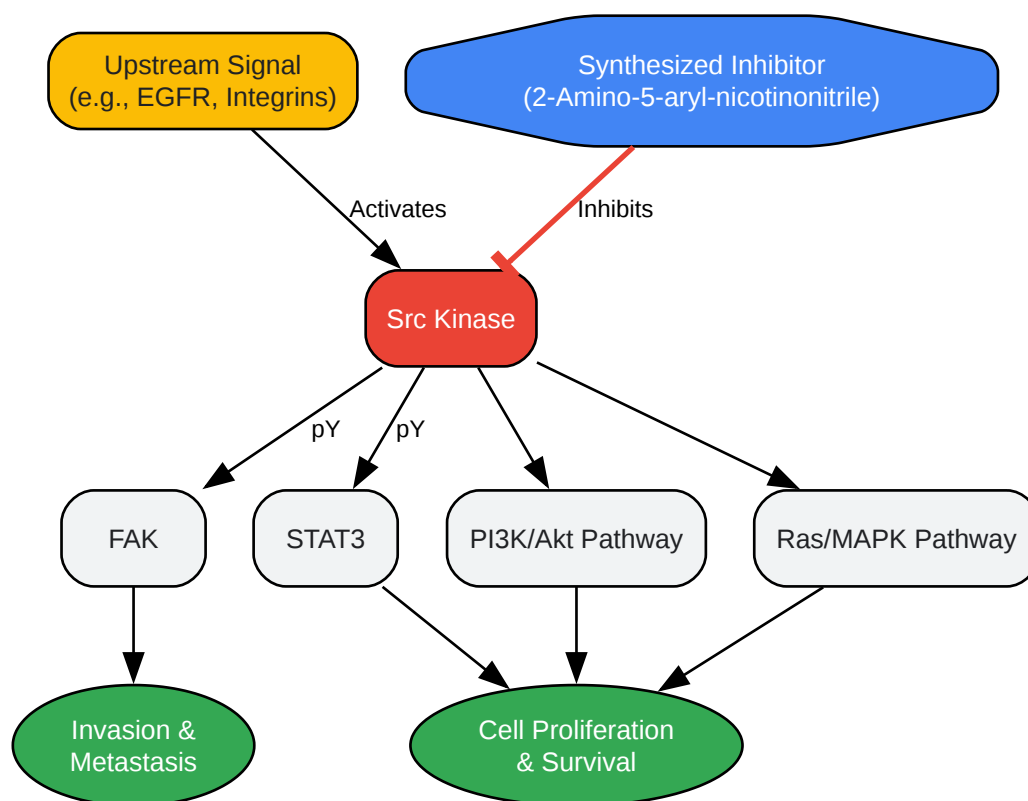 Upstream Signal
(e.g., EGFR, Integrins)
Synthesized Inhibitor
(2-Amino-5-aryl-nicotinonitrile)
Activates
Inhibits
Src Kinase
pY
pY
FAK
STAT3
PI3K/Akt Pathway
Ras/MAPK Pathway
Invasion &
Metastasis
Cell Proliferation
& Survival